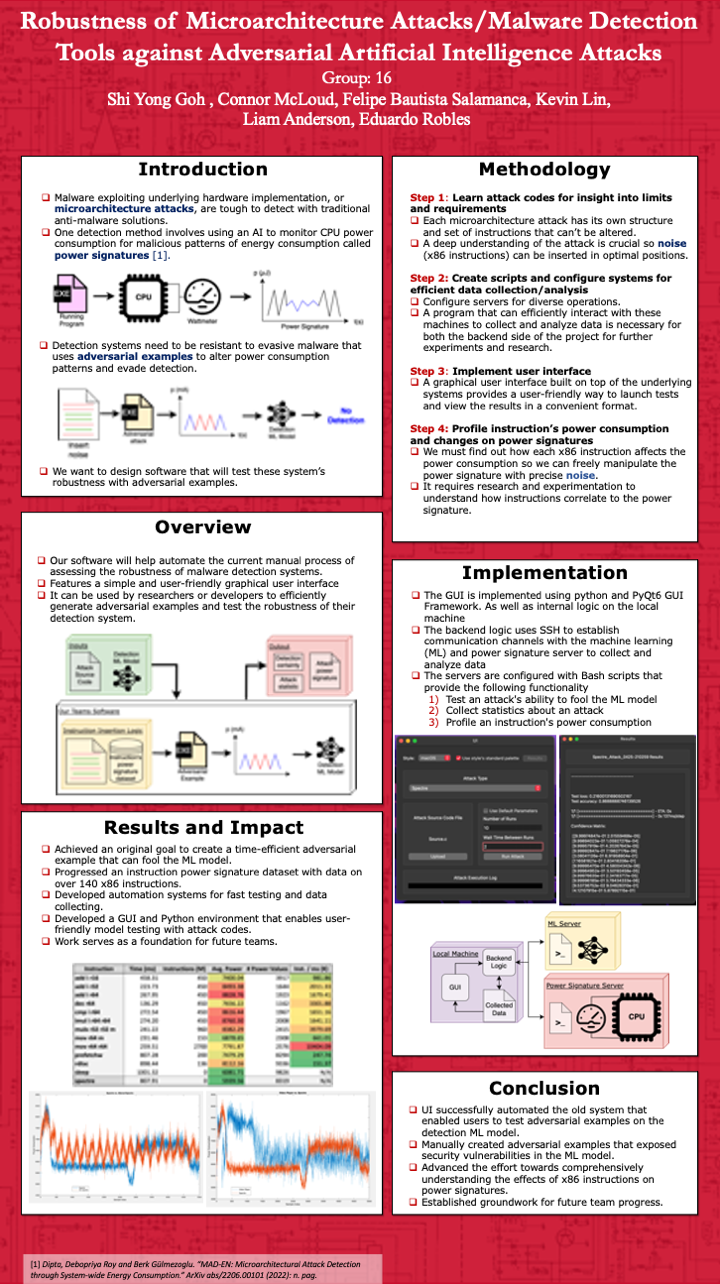 Robustness of Microarchitecture Attacks/Malware Detection
Tools against Adversarial Artificial Intelligence Attacks
Group: 16
Shi Yong Goh , Connor McLoud, Felipe Bautista Salamanca, Kevin Lin,
Liam Anderson, Eduardo Robles
Introduction
❑ Malware exploiting underlying hardware implementation, or
microarchitecture attacks, are tough to detect with traditional
anti-malware solutions.
❑ One detection method involves using an AI to monitor CPU power
consumption for malicious patterns of energy consumption called
power signatures [1].
EXE
Running
Program
CPU
Wattmeter
p (µJ)
t(s)
Power Signature
❑ Detection systems need to be resistant to evasive malware that
uses adversarial examples to alter power consumption
patterns and evade detection.
Insert
noise
EXE
Adversarial
attack
p (mA)
t(s)
Detection
ML Model
No
Detection
❑ We want to design software that will test these system's
robustness with adversarial examples.
Overview
❑ Our software will help automate the current manual process of
assessing the robustness of malware detection systems.
❑ Features a simple and user-friendly graphical user interface
❑ It can be used by researchers or developers to efficiently
generate adversarial examples and test the robustness of their
detection system.
Inputs
Attack
Source
Code
Detection
ML Model
Output
Detection
certainty
Attack
statistic
Attack
power
signature
Our Teams Software
Instruction Insertion Logic
Instruction's
power
signature
dataset
EXE
Adversarial
Example
p (mA)
t(s)
Detection
ML Model
Results and Impact
❑ Achieved an original goal to create a time-efficient adversarial
example that can fool the ML model.
❑ Progressed an instruction power signature dataset with data on
over 140 x86 instructions.
❑ Developed automation systems for fast testing and data
collecting.
❑ Developed a GUI and Python environment that enables user-
friendly model testing with attack codes.
❑ Work serves as a foundation for future teams.
Instruction Time (ms) Instructions (M) Avg. Power # Power Values Inst. / ms
sleep
spectre
Methodology
Step 1: Learn attack codes for insight into limits
and requirements
❑ Each microarchitecture attack has its own structure
and set of instructions that can't be altered.
❑ A deep understanding of the attack is crucial so noise
(x86 instructions) can be inserted in optimal positions.
Step 2: Create scripts and configure systems for
efficient data collection/analysis
❑ Configure servers for diverse operations.
❑ A program that can efficiently interact with these
machines to collect and analyze data is necessary for
both the backend side of the project for further
experiments and research.
Step 3: Implement user interface
❑ A graphical user interface built on top of the underlying
systems provides a user-friendly way to launch tests
and view the results in a convenient format.
Step 4: Profile instruction's power consumption
and changes on power signatures
❑ We must find out how each x86 instruction affects the
power consumption so we can freely manipulate the
power signature with precise noise.
❑ It requires research and experimentation to
understand how instructions correlate to the power
signature.
Implementation
❑ The GUI is implemented using python and PyQt6 GUI
Framework. As well as internal logic on the local
machine
❑ The backend logic uses SSH to establish
communication channels with the machine learning
(ML) and power signature server to collect and
analyze data
❑ The servers are configured with Bash scripts that
provide the following functionality
1) Test an attack's ability to fool the ML model
2) Collect statistics about an attack
3) Profile an instruction's power consumption
UI
Style: macOS Use style's standard palette
Attack Type
Spectre
Attack Source Code File
Source.c
Upload
Use Default Parameters
Number of Runs
10
Wait Time Between Runs
Run Attack
Attack Execution Log
Results
Test loss:
Test accuracy:
Confusion Matrix
Local Machine
GUI
Backend
Logic
Collected
Data
ML Server
>_
Power Signature Server
>_
CPU
Conclusion
❑ UI successfully automated the old system that
enabled users to test adversarial examples on the
detection ML model.
❑ Manually created adversarial examples that exposed
security vulnerabilities in the ML model.
❑ Advanced the effort towards comprehensively
understanding the effects of x86 instructions on
power signatures.
❑ Established groundwork for future team progress.
[1] Dipta, Debopriya Roy and Berk Gülmezoglu. "MAD-EN: Microarchitectural Attack Detection
through System-wide Energy Consumption." ArXiv abs/2206.00101 (2022): n. pag.